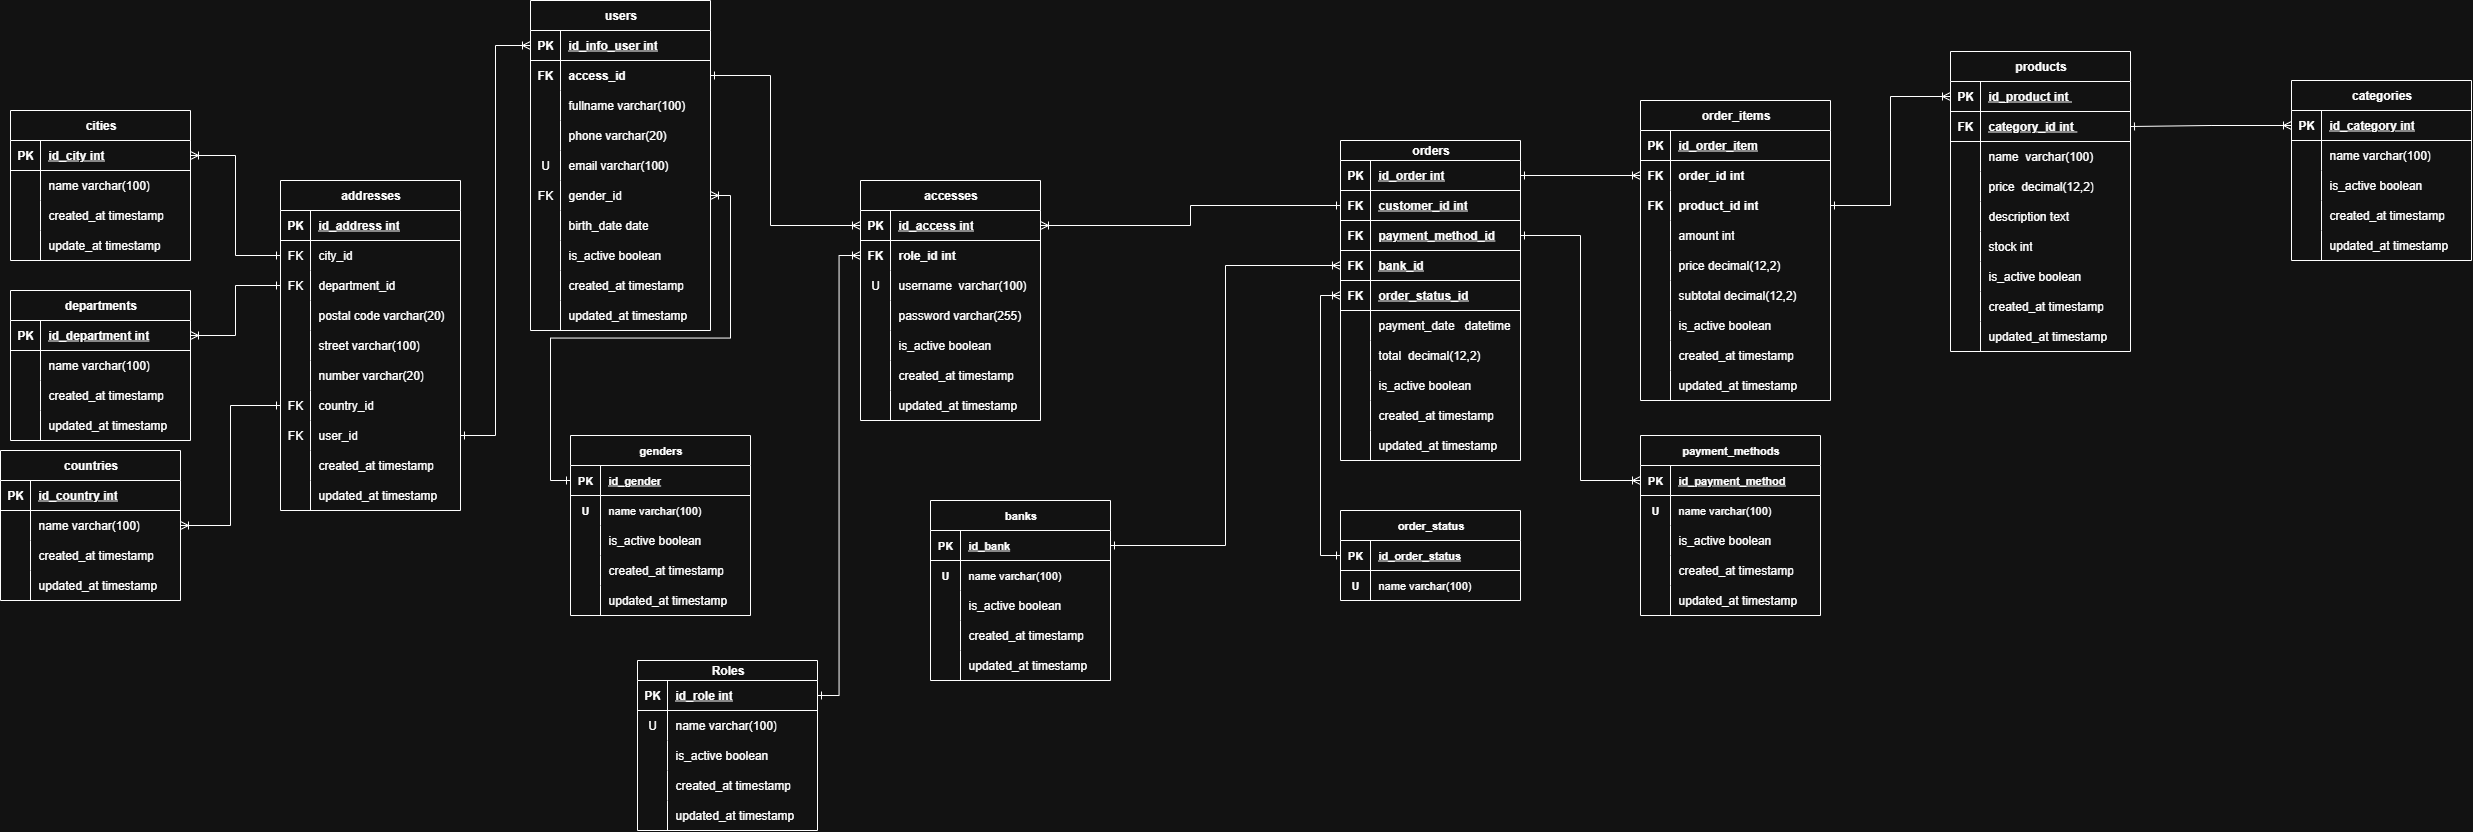 users
PK id_info_user int
FK access_id
fullname varchar(100)
phone varchar(20)
U email varchar(100)
FK gender_id
birth_date date
is_active boolean
created_at timestamp
updated_at timestamp
cities
PK id_city int
name varchar(100)
created_at timestamp
update_at timestamp
departments
PK id_department int
name varchar(100)
created_at timestamp
updated_at timestamp
countries
PK id_country int
name varchar(100)
created_at timestamp
updated_at timestamp
addresses
PK id_address int
FK city_id
FK department_id
postal code varchar(20)
street varchar(100)
number varchar(20)
FK country_id
FK user_id
created_at timestamp
updated_at timestamp
genders
PK id_gender
U name varchar(100)
is_active boolean
created_at timestamp
updated_at timestamp
Roles
PK id_role int
U name varchar(100)
is_active boolean
created_at timestamp
updated_at timestamp
accesses
PK id_access int
FK role_id int
U username varchar(100)
password varchar(255)
is_active boolean
created_at timestamp
updated_at timestamp
banks
PK id_bank
U name varchar(100)
is_active boolean
created_at timestamp
updated_at timestamp
orders
PK id_order int
FK customer_id int
FK payment_method_id
FK bank_id
FK order_status_id
payment_date datetime
total decimal(12,2)
is_active boolean
created_at timestamp
updated_at timestamp
order_status
PK id_order_status
U name varchar(100)
order_items
PK id_order_item
FK order_id int
FK product_id int
amount int
price decimal(12,2)
subtotal decimal(12,2)
is_active boolean
created_at timestamp
updated_at timestamp
payment_methods
PK id_payment_method
U name varchar(100)
is_active boolean
created_at timestamp
updated_at timestamp
products
PK id_product int
FK category_id int
name varchar(100)
price decimal(12,2)
description text
stock int
is_active boolean
created_at timestamp
updated_at timestamp
categories
PK id_category int
name varchar(100)
is_active boolean
created_at timestamp
updated_at timestamp